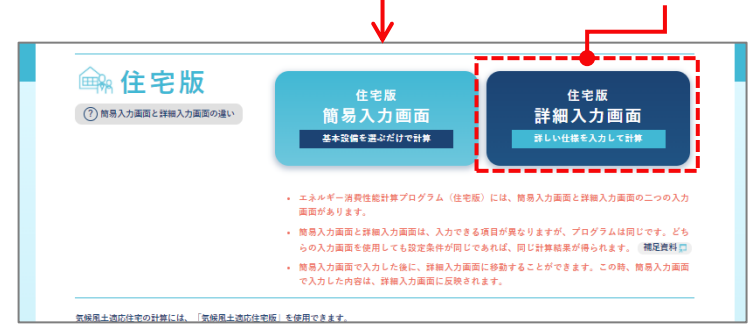 住宅版
? 簡易入力画面と詳細入力画面の違い
住宅版
簡易入力画面
基本設備を選ぶだけで計算
住宅版
詳細入力画面
詳しい仕様を入力して計算
• エネルギー消費性能計算プログラム（住宅版）には、簡易入力画面と詳細入力画面の二つの入力
画面があります。
• 簡易入力画面と詳細入力画面は、入力できる項目が異なりますが、プログラムは同じです。どち
らの入力画面を使用しても設定条件が同じであれば、同じ計算結果が得られます。 補足資料
• 簡易入力画面で入力した後に、詳細入力画面に移動することができます。この時、簡易入力画面
で入力した内容は、詳細入力画面に反映されます。
気候風土適応住宅の計算には、「気候風土適応住宅版」を使用できます。